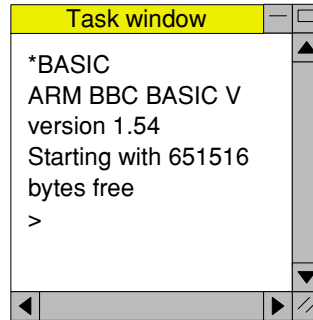 Task window
*BASIC
ARM BBC BASIC V
version 1.54
Starting with 651516
bytes free
>